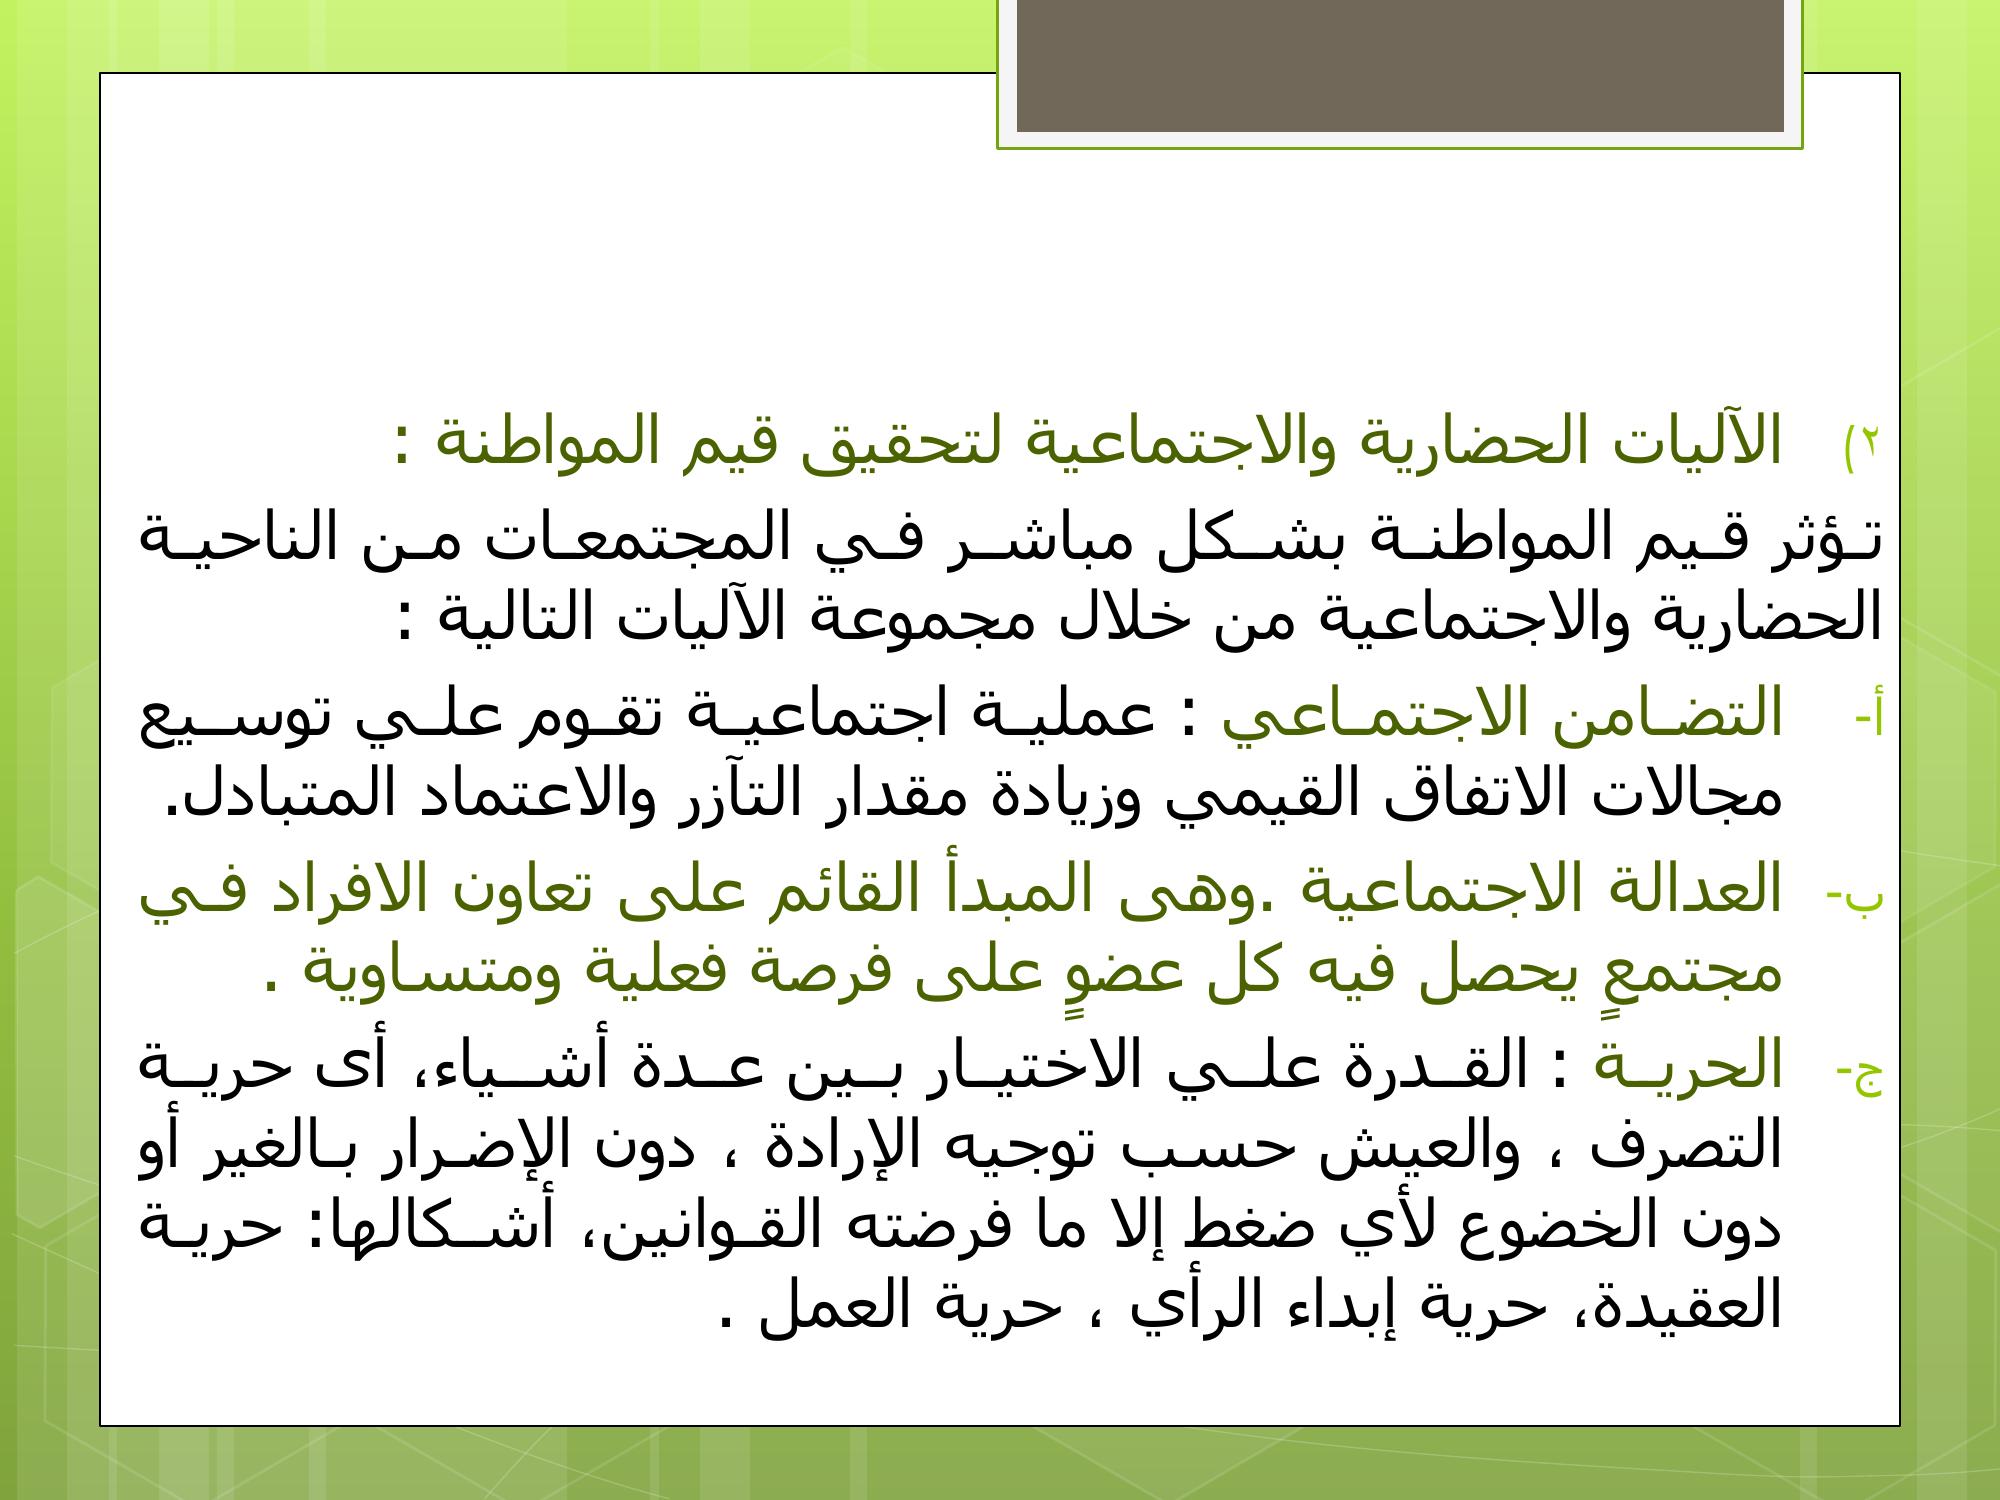 ٢) الآليات الحضارية والاجتماعية لتحقيق قيم المواطنة :
تؤثر قيم المواطنة بشكل مباشر في المجتمعات من الناحية
الحضارية والاجتماعية من خلال مجموعة الآليات التالية :
أ- التضامن الاجتماعي : عملية اجتماعية تقوم علي توسيع
مجالات الاتفاق القيمي وزيادة مقدار التآزر والاعتماد المتبادل.
ب- العدالة الاجتماعية .وهى المبدأ القائم على تعاون الافراد في
مجتمعٍ يحصل فيه كل عضوٍ على فرصة فعلية ومتساوية .
ج- الحرية : القدرة علي الاختيار بين عدة أشياء، أى حرية
التصرف ، والعيش حسب توجيه الإرادة ، دون الإضرار بالغير أو
دون الخضوع لأي ضغط إلا ما فرضته القوانين، أشكالها: حرية
العقيدة، حرية إبداء الرأي ، حرية العمل .